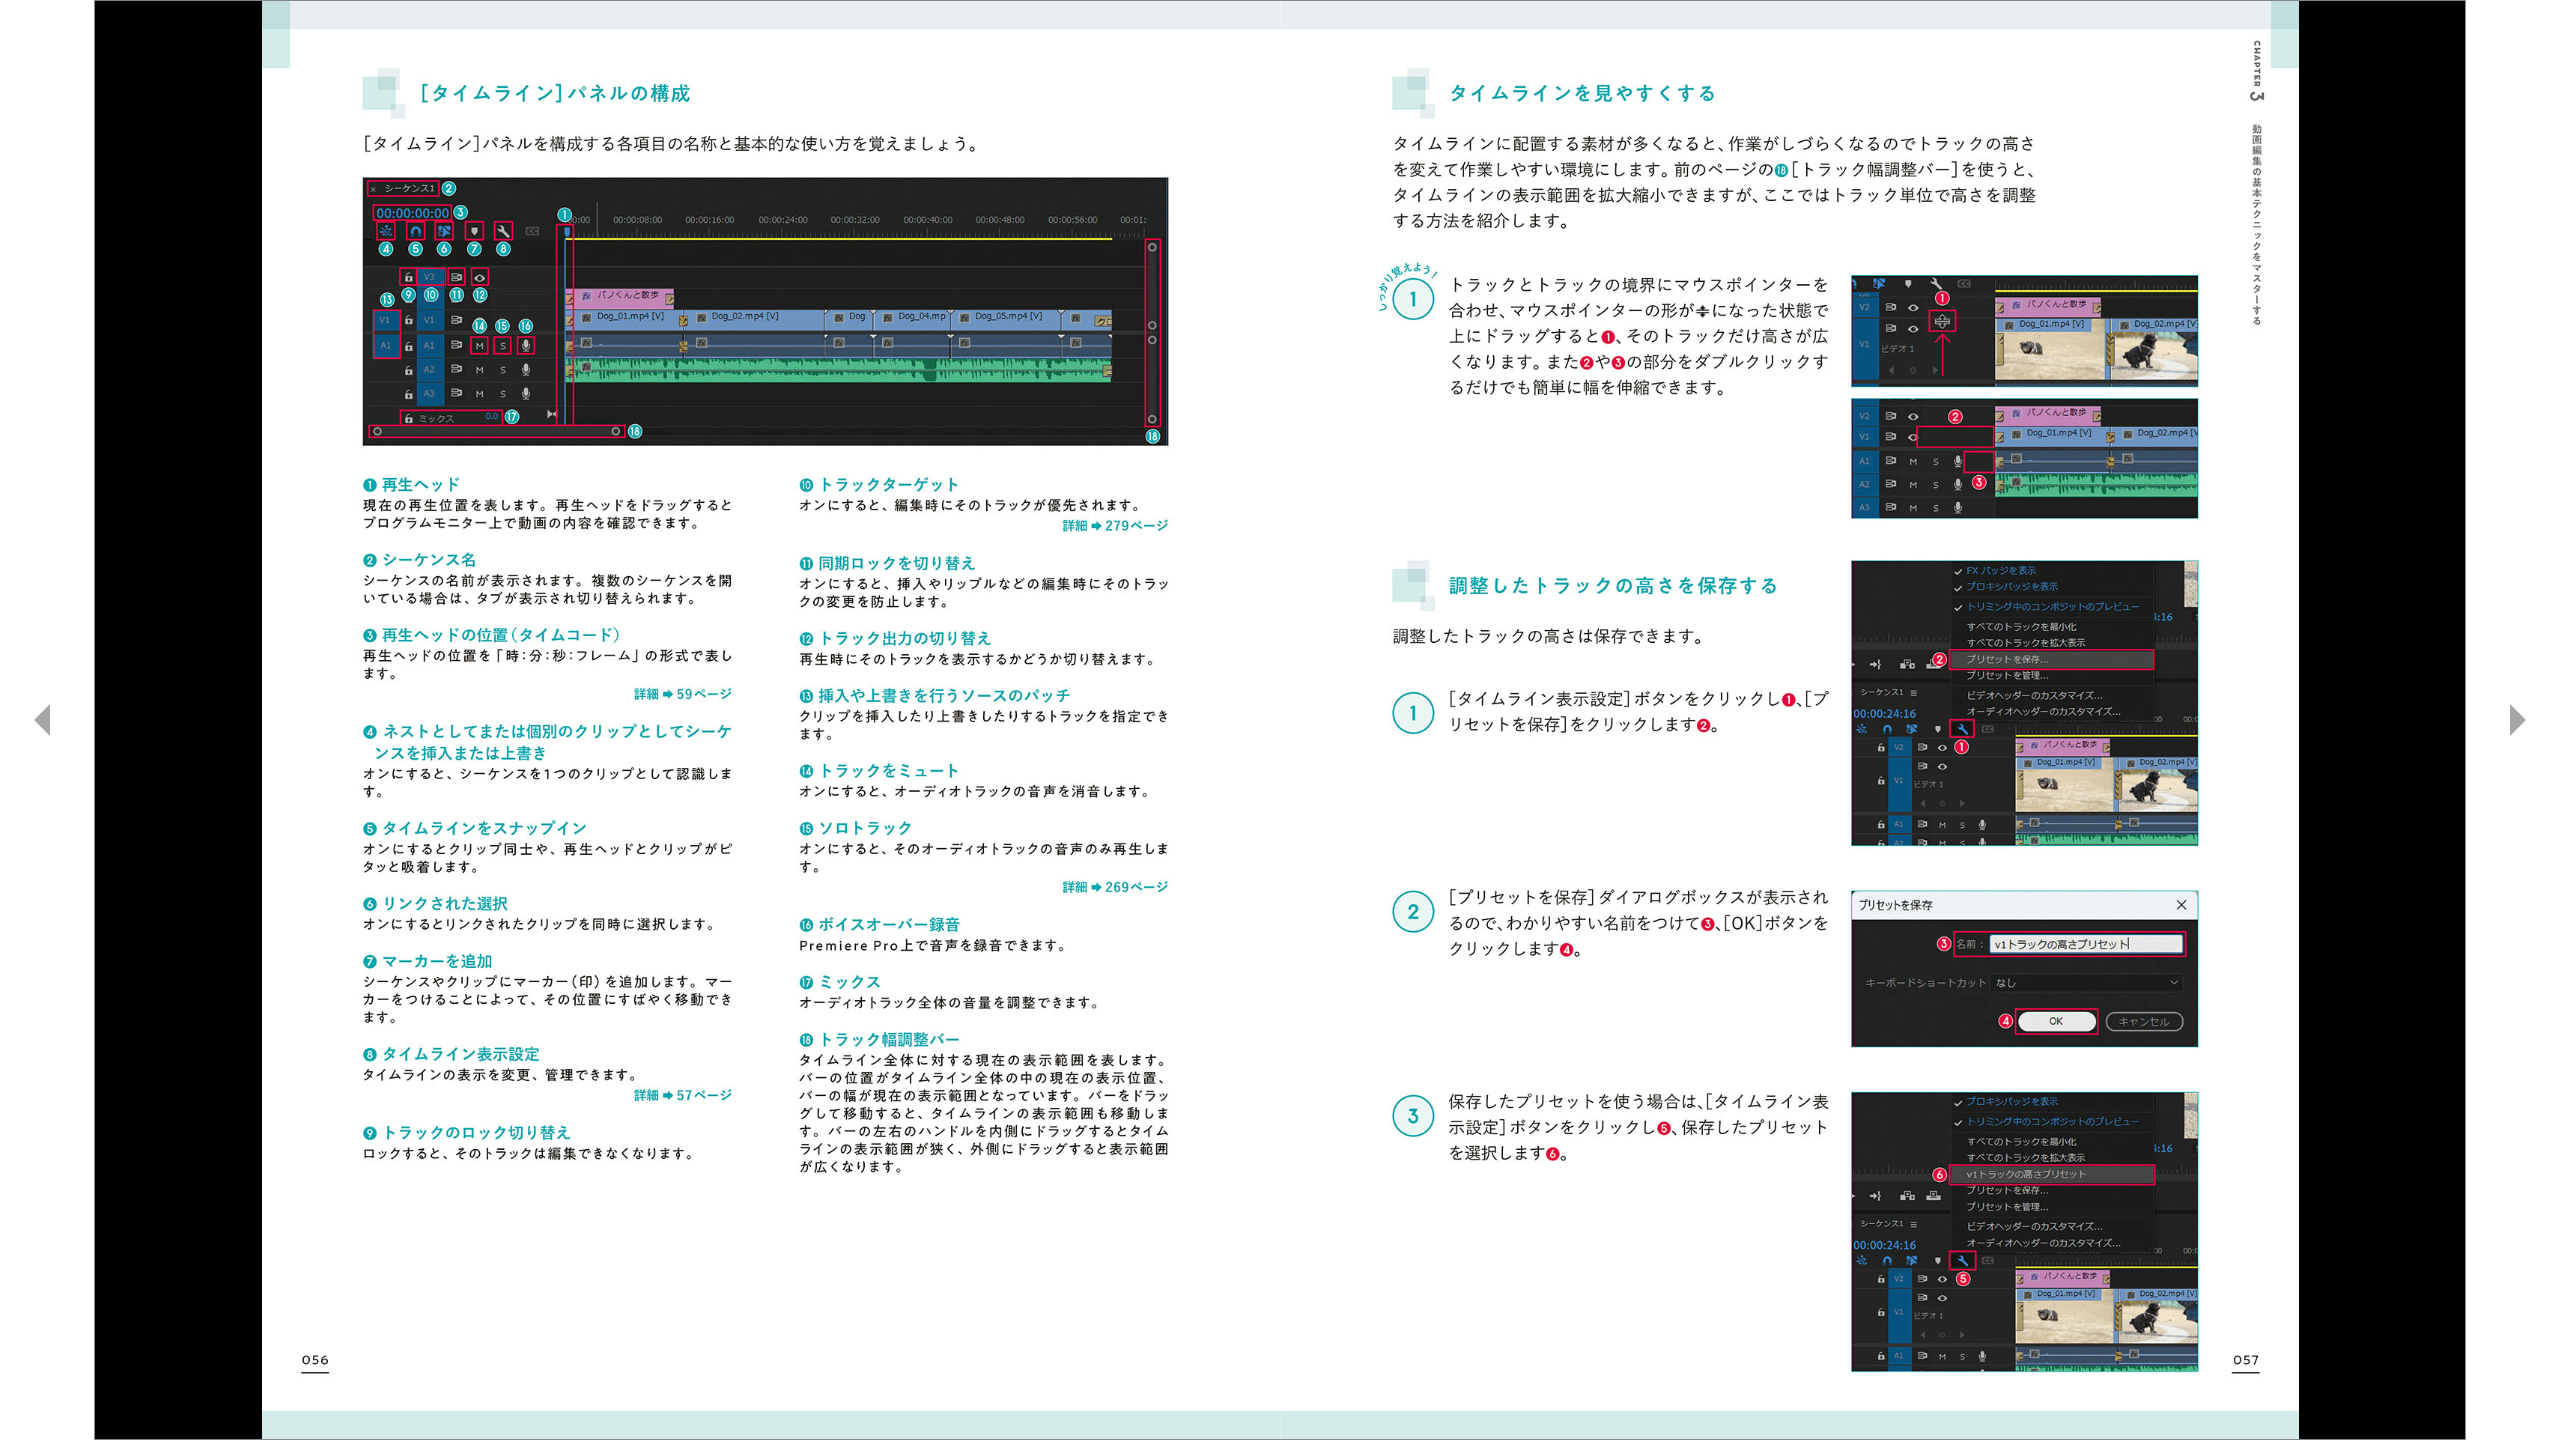 [タイムライン]パネルの構成
[タイムライン]パネルを構成する各項目の名称と基本的な使い方を覚えましょう。
× シーケンス1 ❷
00:00:00:00 ❸
❶ :00:00 00:00:08:00 00:00:16:00 00:00:24:00 00:00:32:00 00:00:40:00 00:00:48:00 00:00:56:00 00:01:
❹ ❺ ❻ ❼ ❽
V3
⓭ ❾ ❿ ⓫ ⓬
fx パノくんと散歩
V1 V1 ⓮ ⓯ ⓰
fx Dog_01.mp4 [V] fx Dog_02.mp4 [V] fx Dog fx Dog_04.mp fx Dog_05.mp4 [V] fx
A1 A1 M S
A2 M S
A3 M S
ミックス 0.0 ⓱
⓲
⓲
❶ 再生ヘッド
現在の再生位置を表します。再生ヘッドをドラッグすると
プログラムモニター上で動画の内容を確認できます。
❷ シーケンス名
シーケンスの名前が表示されます。複数のシーケンスを開
いている場合は、タブが表示され切り替えられます。
❸ 再生ヘッドの位置(タイムコード)
再生ヘッドの位置を「時:分:秒:フレーム」の形式で表し
ます。
詳細➡59ページ
❹ ネストとしてまたは個別のクリップとしてシーケ
ンスを挿入または上書き
オンにすると、シーケンスを1つのクリップとして認識しま
す。
❺ タイムラインをスナップイン
オンにするとクリップ同士や、再生ヘッドとクリップがピ
タッと吸着します。
❻ リンクされた選択
オンにするとリンクされたクリップを同時に選択します。
❼ マーカーを追加
シーケンスやクリップにマーカー(印)を追加します。マー
カーをつけることによって、その位置にすばやく移動でき
ます。
❽ タイムライン表示設定
タイムラインの表示を変更、管理できます。
詳細➡57ページ
❾ トラックのロック切り替え
ロックすると、そのトラックは編集できなくなります。
❿ トラックターゲット
オンにすると、編集時にそのトラックが優先されます。
詳細➡279ページ
⓫ 同期ロックを切り替え
オンにすると、挿入やリップルなどの編集時にそのトラッ
クの変更を防止します。
⓬ トラック出力の切り替え
再生時にそのトラックを表示するかどうか切り替えます。
⓭ 挿入や上書きを行うソースのパッチ
クリップを挿入したり上書きしたりするトラックを指定でき
ます。
⓮ トラックをミュート
オンにすると、オーディオトラックの音声を消音します。
⓯ ソロトラック
オンにすると、そのオーディオトラックの音声のみ再生しま
す。
詳細➡269ページ
⓰ ボイスオーバー録音
Premiere Pro上で音声を録音できます。
⓱ ミックス
オーディオトラック全体の音量を調整できます。
⓲ トラック幅調整バー
タイムライン全体に対する現在の表示範囲を表します。
バーの位置がタイムライン全体の中の現在の表示位置、
バーの幅が現在の表示範囲となっています。バーをドラッ
グして移動すると、タイムラインの表示範囲も移動しま
す。バーの左右のハンドルを内側にドラッグするとタイム
ラインの表示範囲が狭く、外側にドラッグすると表示範囲
が広くなります。
056
タイムラインを見やすくする
タイムラインに配置する素材が多くなると、作業がしづらくなるのでトラックの高さ
を変えて作業しやすい環境にします。前のページの⓲[トラック幅調整バー]を使うと、
タイムラインの表示範囲を拡大縮小できますが、ここではトラック単位で高さを調整
する方法を紹介します。
しっかり覚えよう!
1
トラックとトラックの境界にマウスポインターを
合わせ、マウスポインターの形が になった状態で
上にドラッグすると❶、そのトラックだけ高さが広
くなります。また❷や❸の部分をダブルクリックす
るだけでも簡単に幅を伸縮できます。
❶
V2 fx パノくんと散歩
fx Dog_01.mp4 [V] fx Dog_02.mp4 [V]
V1 ビデオ 1
V2 ❷ fx パノくんと散歩
V1 fx Dog_01.mp4 [V] fx Dog_02.mp4 [V
A1 M S
A2 M S ❸
A3 M S
調整したトラックの高さを保存する
調整したトラックの高さは保存できます。
1
[タイムライン表示設定]ボタンをクリックし❶、[プ
リセットを保存]をクリックします❷。
FX バッジを表示
プロキシバッジを表示
トリミング中のコンポジットのプレビュー
:16
すべてのトラックを最小化
すべてのトラックを拡大表示
❷ プリセットを保存...
プリセットを管理...
シーケンス1 ビデオヘッダーのカスタマイズ...
00:00:24:16 オーディオヘッダーのカスタマイズ...
V2 ❶ fx パノくんと散歩
fx Dog_01.mp4 [V] fx Dog_02.mp4 [V]
V1 ビデオ 1
A1 M S
A2 M S
2
[プリセットを保存]ダイアログボックスが表示され
るので、わかりやすい名前をつけて❸、[OK]ボタンを
クリックします❹。
プリセットを保存
❸ 名前: v1トラックの高さプリセット
キーボードショートカット なし
❹ OK キャンセル
3
保存したプリセットを使う場合は、[タイムライン表
示設定]ボタンをクリックし❺、保存したプリセット
を選択します❻。
プロキシバッジを表示
トリミング中のコンポジットのプレビュー
すべてのトラックを最小化
:16
すべてのトラックを拡大表示
❻ v1トラックの高さプリセット
プリセットを保存...
プリセットを管理...
シーケンス1 ビデオヘッダーのカスタマイズ...
00:00:24:16 オーディオヘッダーのカスタマイズ...
V2 ❺ fx パノくんと散歩
fx Dog_01.mp4 [V] fx Dog_02.mp4 [V]
V1 ビデオ 1
A1 M S
CHAPTER 3 動画編集の基本テクニックをマスターする
057